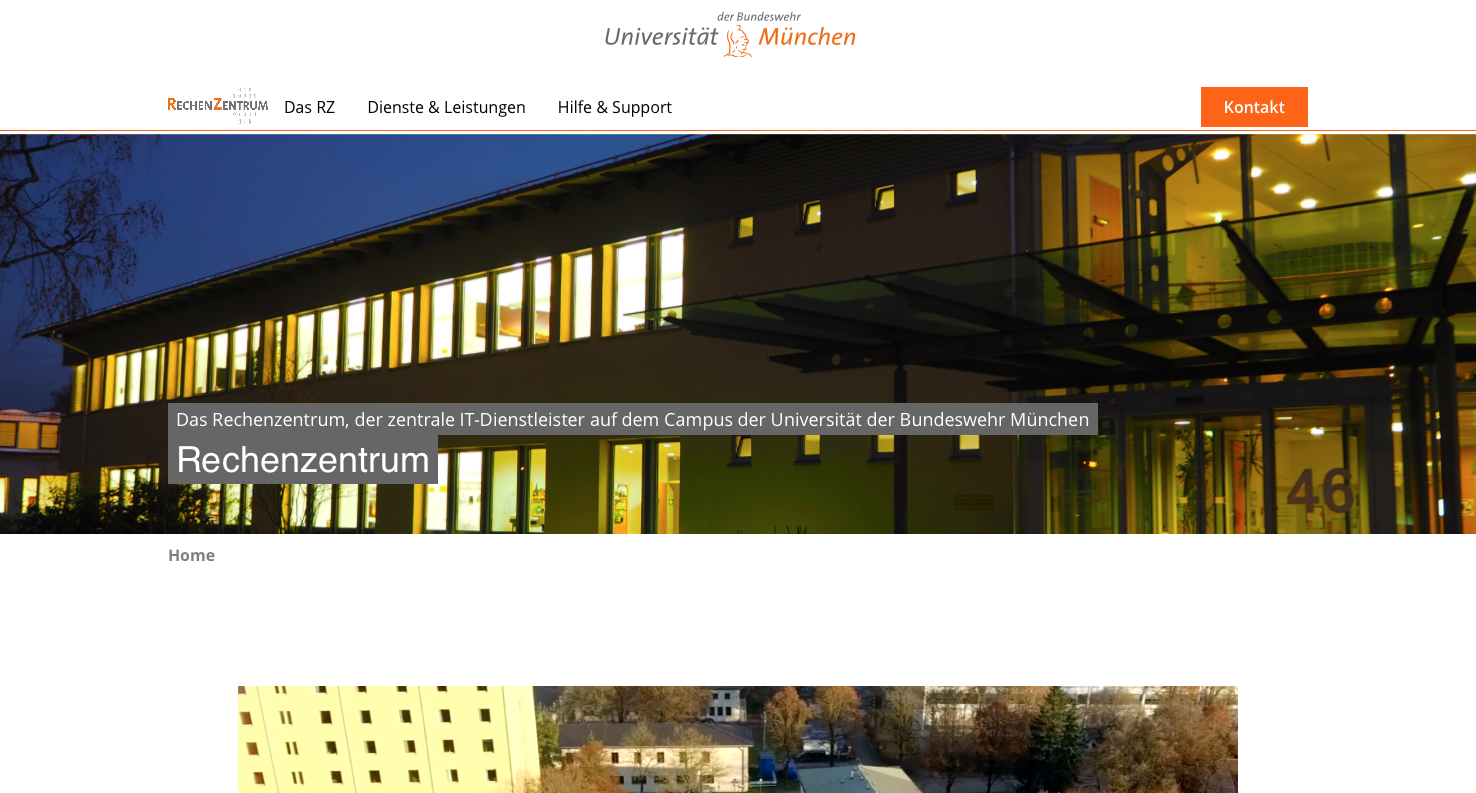 der Bundeswehr
Universität München
RECHENZENTRUM
Das RZ
Dienste & Leistungen
Hilfe & Support
Kontakt
Das Rechenzentrum, der zentrale IT-Dienstleister auf dem Campus der Universität der Bundeswehr München
Rechenzentrum
46
Home